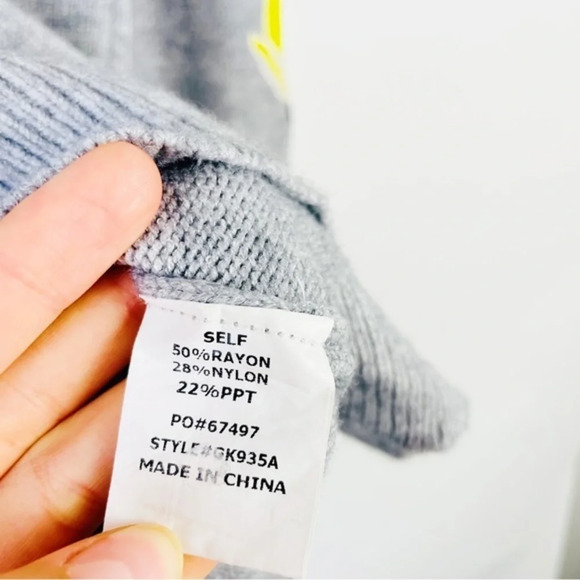 SELF
50%RAYON
28%NYLON
22%PPT
PO#67497
STYLE#GK935A
MADE IN CHINA